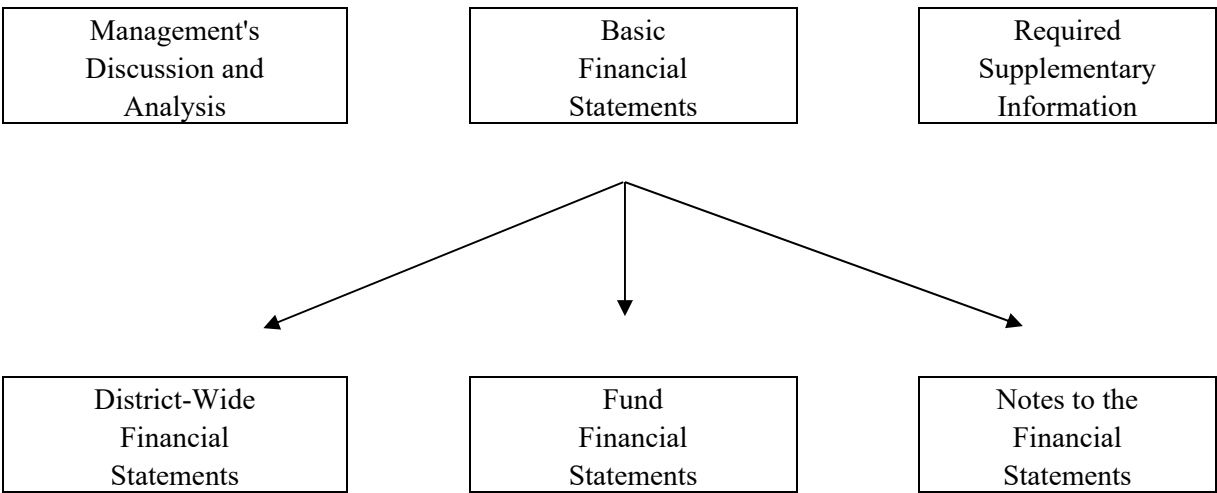 Management's
Discussion and
Analysis
Basic
Financial
Statements
Required
Supplementary
Information
District-Wide
Financial
Statements
Fund
Financial
Statements
Notes to the
Financial
Statements